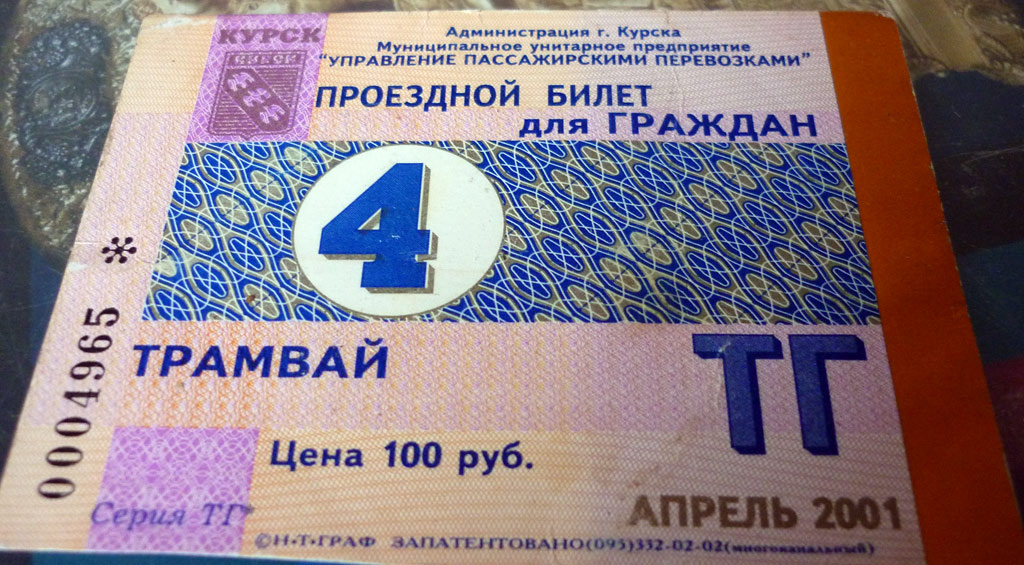 КУРСК
Администрация г. Курска
Муниципальное унитарное предприятие
“УПРАВЛЕНИЕ ПАССАЖИРСКИМИ ПЕРЕВОЗКАМИ”
ПРОЕЗДНОЙ БИЛЕТ
для ГРАЖДАН
4
0004965 *
ТРАМВАЙ
ТГ
Цена 100 руб.
Серия ТГ*
АПРЕЛЬ 2001
©Н•Т•ГРАФ ЗАПАТЕНТОВАНО(095)332-02-02(многоканальный)